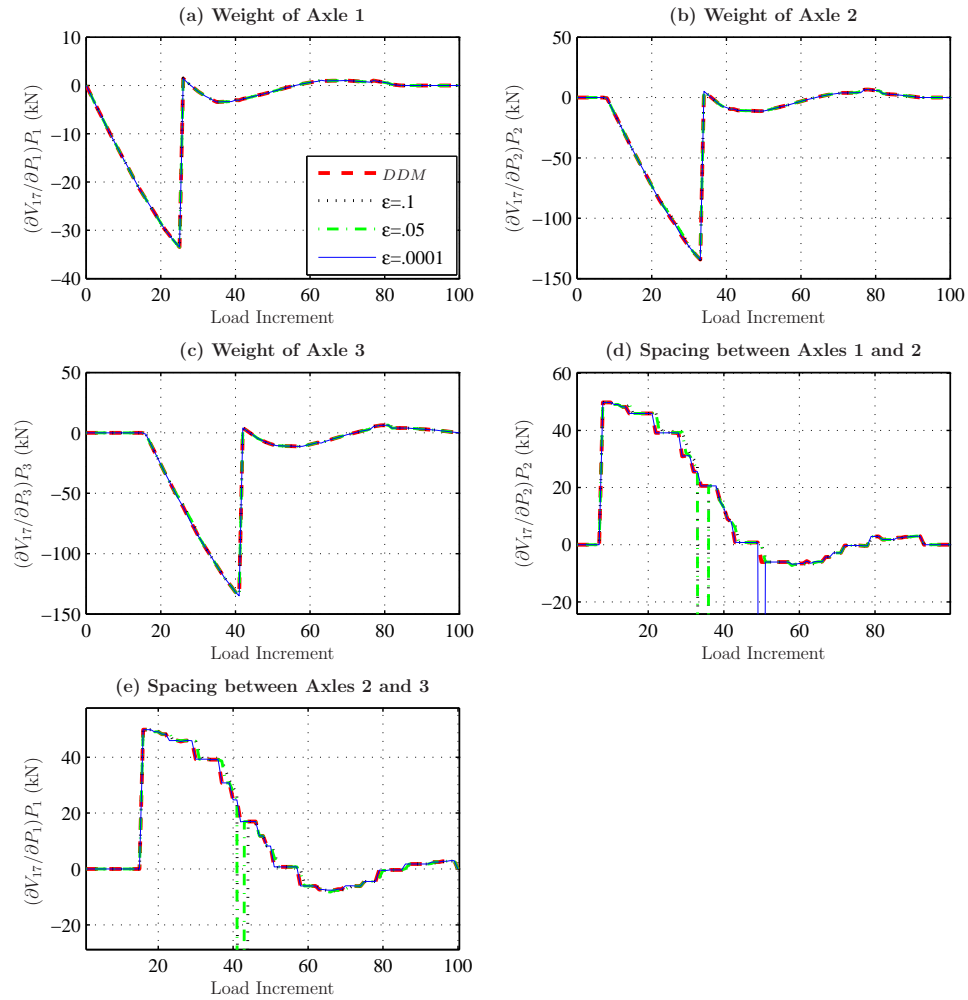 (a) Weight of Axle 1
(∂V₁₇/∂P₁)P₁ (kN)
10
0
−10
−20
−30
−40
0 20 40 60 80 100
Load Increment
DDM
ε=.1
ε=.05
ε=.0001
(b) Weight of Axle 2
(∂V₁₇/∂P₂)P₂ (kN)
50
0
−50
−100
−150
0 20 40 60 80 100
Load Increment
(c) Weight of Axle 3
(∂V₁₇/∂P₃)P₃ (kN)
50
0
−50
−100
−150
0 20 40 60 80 100
Load Increment
(d) Spacing between Axles 1 and 2
(∂V₁₇/∂P₂)P₂ (kN)
60
40
20
0
−20
20 40 60 80
Load Increment
(e) Spacing between Axles 2 and 3
(∂V₁₇/∂P₁)P₁ (kN)
40
20
0
−20
20 40 60 80 100
Load Increment